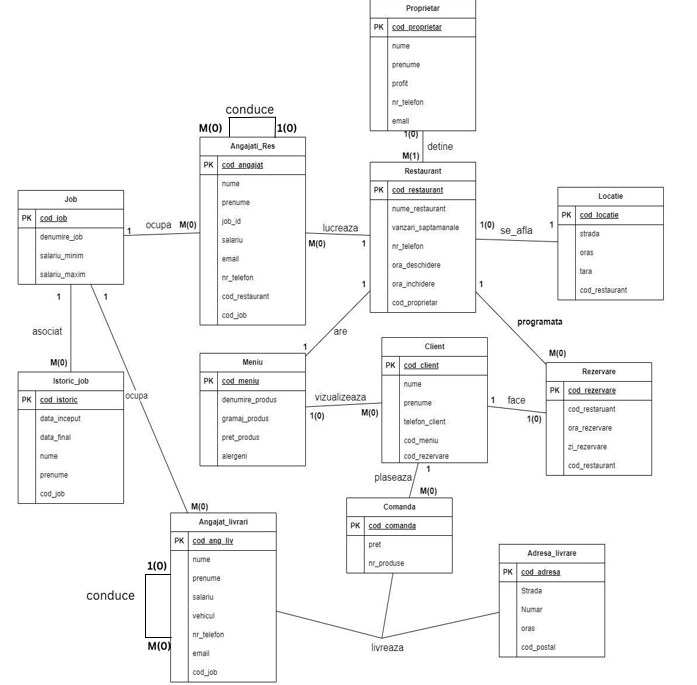 Proprietar
PK cod_proprietar
nume
prenume
profit
nr_telefon
email
1(0)
detine
M(1)
conduce
M(0) 1(0)
Angajati_Res
PK cod_angajat
nume
prenume
job_id
salariu
email
nr_telefon
cod_restaurant
cod_job
Restaurant
PK cod_restaurant
nume_restaurant
vanzari_saptamanale
nr_telefon
ora_deschidere
ora_inchidere
cod_proprietar
Locatie
PK cod_locatie
strada
oras
tara
cod_restaurant
Job
PK cod_job
denumire_job
salariu_minim
salariu_maxim
1 ocupa M(0)
M(0) lucreaza 1
1(0) se_afla 1
1
asociat
M(0)
1
ocupa
M(0)
1
are
1
1
programata
M(0)
Istoric_job
PK cod_istoric
data_inceput
data_final
nume
prenume
cod_job
Meniu
PK cod_meniu
denumire_produs
gramaj_produs
pret_produs
alergeni
vizualizeaza
1(0) M(0)
Client
PK cod_client
nume
prenume
telefon_client
cod_meniu
cod_rezervare
1 face 1(0)
Rezervare
PK cod_rezervare
cod_restaruant
ora_rezervare
zi_rezervare
cod_restaurant
plaseaza 1
M(0)
Comanda
PK cod_comanda
pret
nr_produse
Angajat_livrari
PK cod_ang_liv
nume
prenume
salariu
vehicul
nr_telefon
email
cod_job
1(0)
conduce
M(0)
livreaza
Adresa_livrare
PK cod_adresa
Strada
Numar
oras
cod_postal